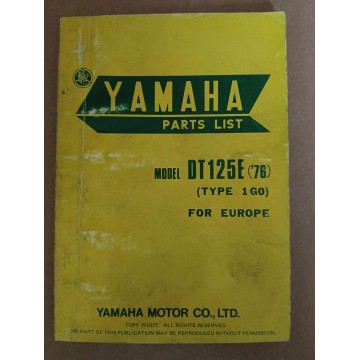 YAMAHA
PARTS LIST
MODEL DT125E ('76)
(TYPE 1G0)
FOR EUROPE
YAMAHA MOTOR CO., LTD.
COPY RIGHT. ALL RIGHTS RESERVED
NO PART OF THIS PUBLICATION MAY BE REPRODUCED WITHOUT PERMISSION.